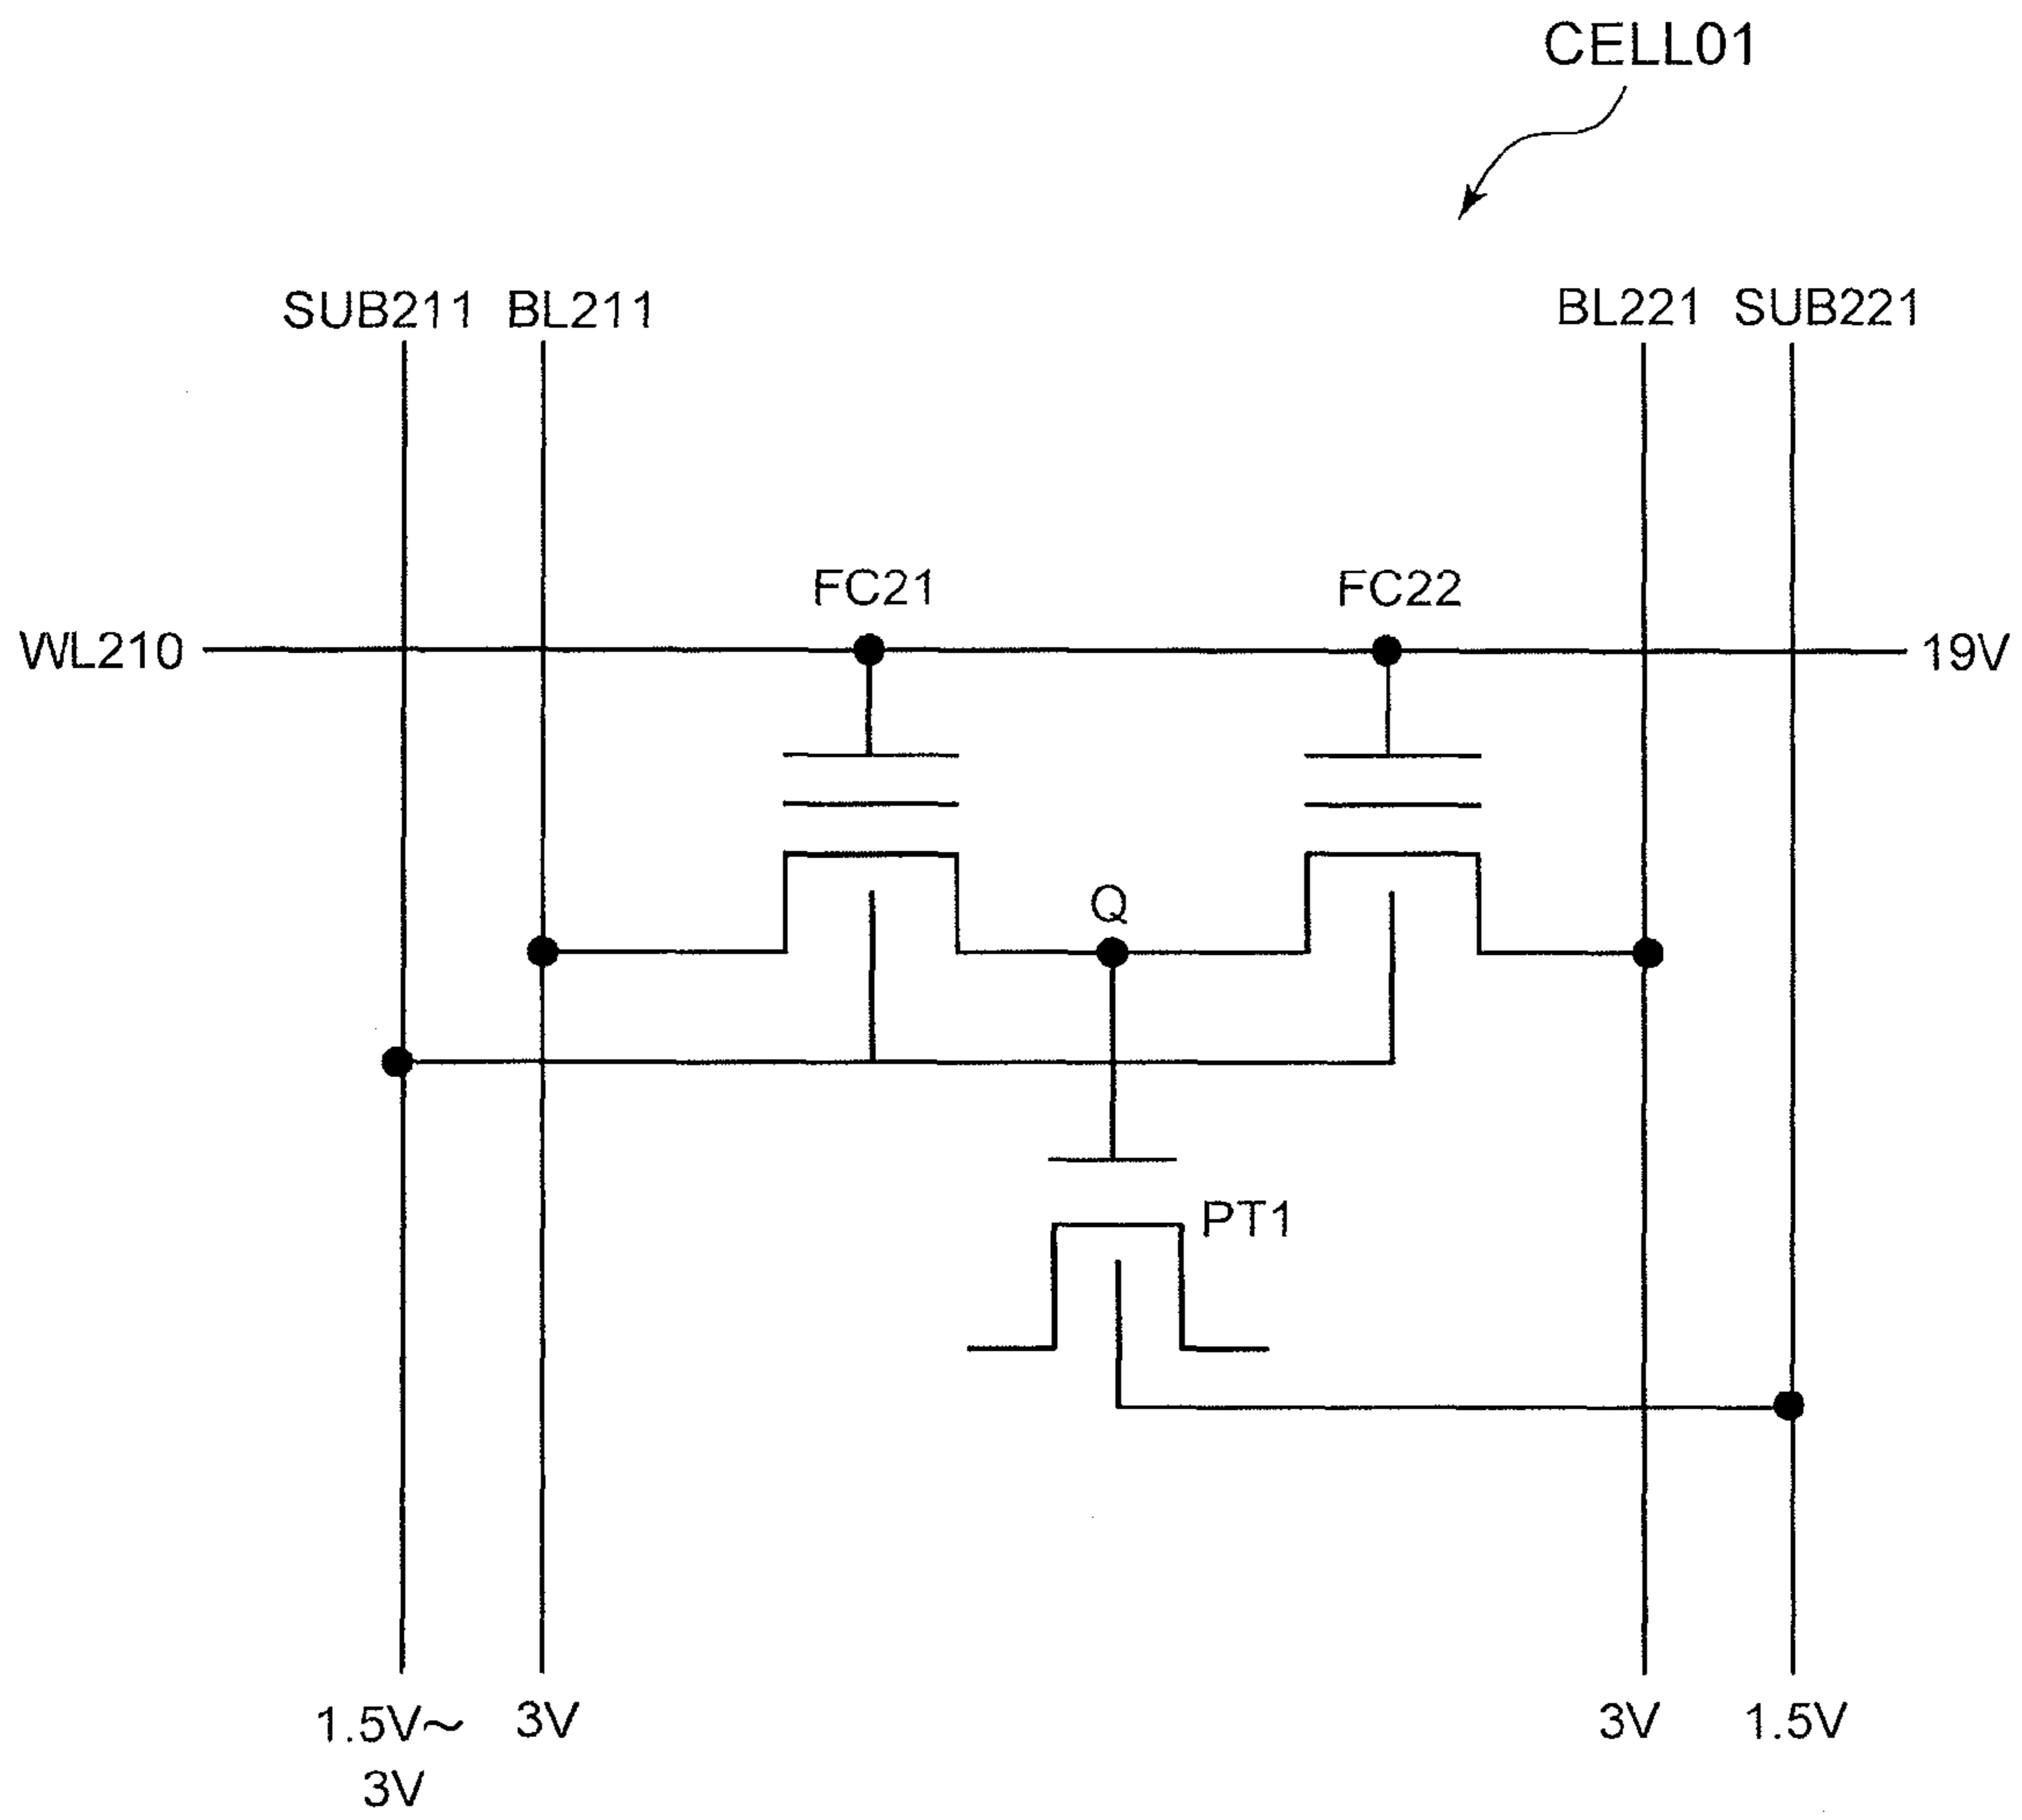 CELL01
SUB211
BL211
BL221
SUB221
FC21
FC22
WL210
19V
Q
PT1
1.5V~
3V
3V
3V
1.5V